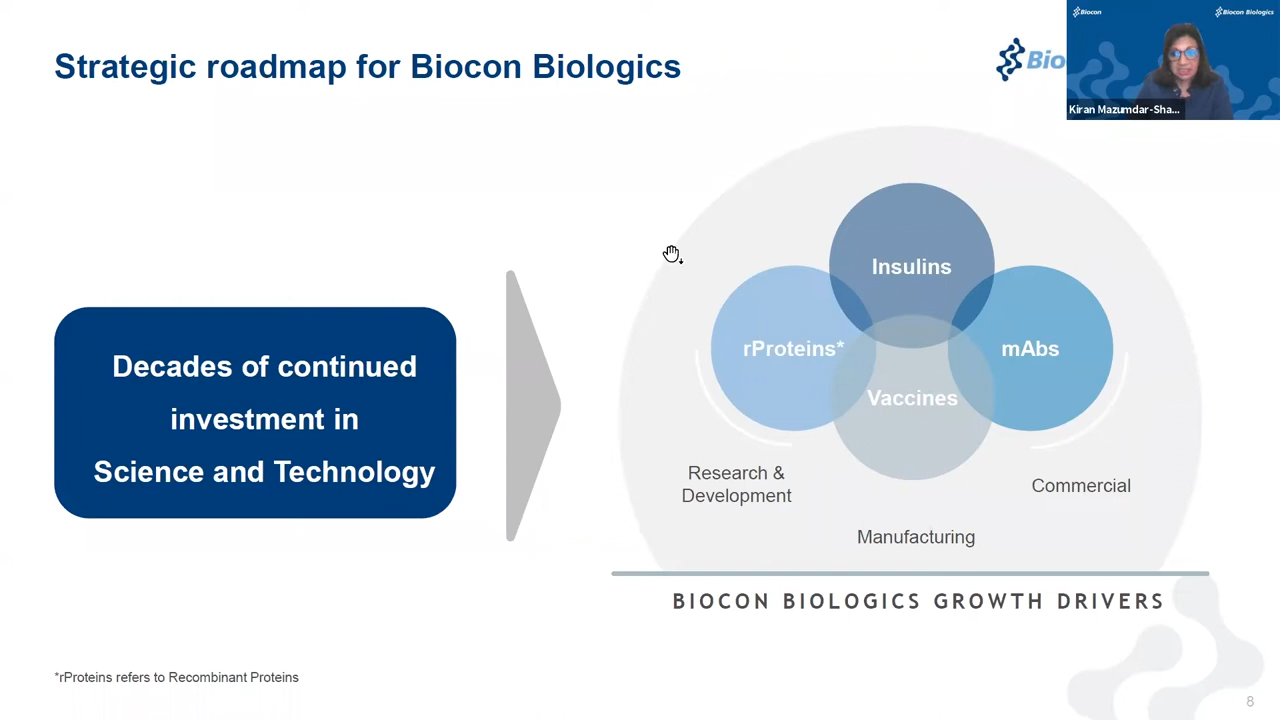 Strategic roadmap for Biocon Biologics
Bio
Biocon
Biocon Biologics
Kiran Mazumdar-Sha...
Decades of continued
investment in
Science and Technology
Insulins
rProteins*
mAbs
Vaccines
Research &
Development
Commercial
Manufacturing
BIOCON BIOLOGICS GROWTH DRIVERS
*rProteins refers to Recombinant Proteins
8